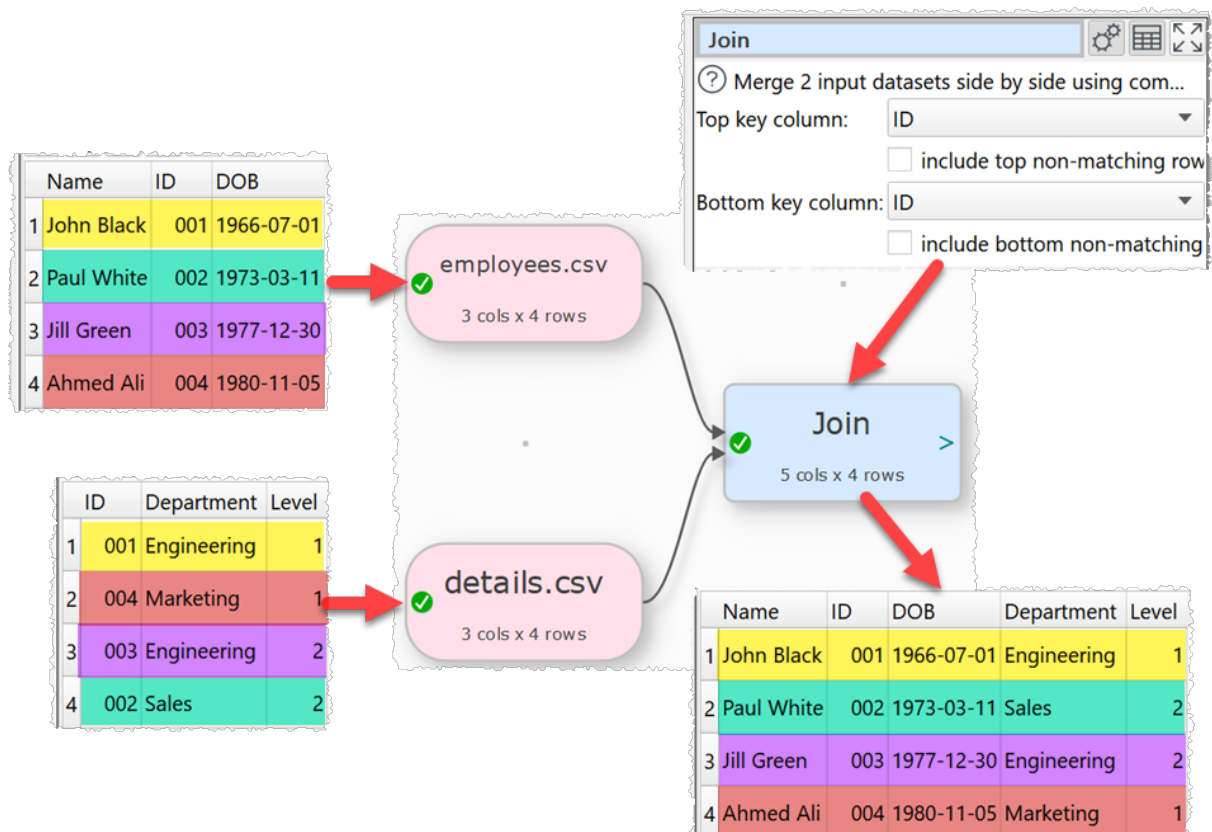 Join
? Merge 2 input datasets side by side using com...
Top key column: ID
include top non-matching row
Bottom key column: ID
include bottom non-matching
Name ID DOB
1 John Black 001 1966-07-01
2 Paul White 002 1973-03-11
3 Jill Green 003 1977-12-30
4 Ahmed Ali 004 1980-11-05
employees.csv
3 cols x 4 rows
Join
>
5 cols x 4 rows
ID Department Level
1 001 Engineering 1
2 004 Marketing 1
3 003 Engineering 2
4 002 Sales 2
details.csv
3 cols x 4 rows
Name ID DOB Department Level
1 John Black 001 1966-07-01 Engineering 1
2 Paul White 002 1973-03-11 Sales 2
3 Jill Green 003 1977-12-30 Engineering 2
4 Ahmed Ali 004 1980-11-05 Marketing 1